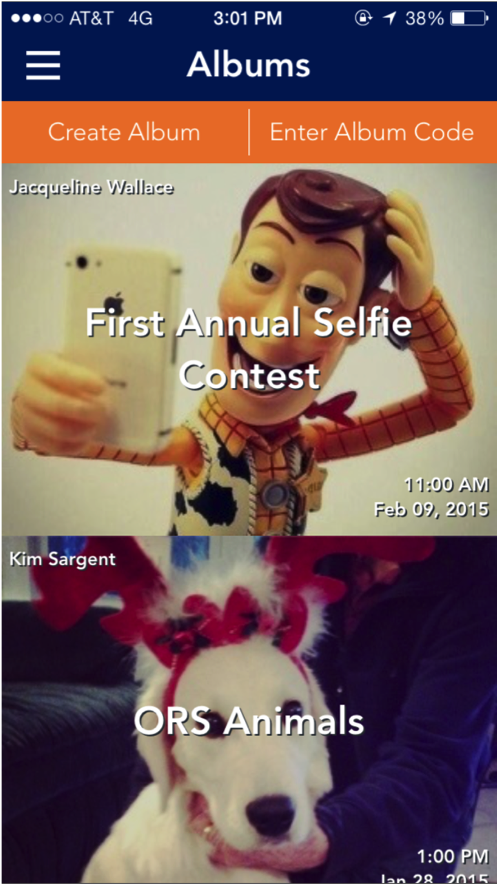 AT&T 4G 3:01 PM 38%
Albums
Create Album Enter Album Code
Jacqueline Wallace
First Annual Selfie
Contest
11:00 AM
Feb 09, 2015
Kim Sargent
ORS Animals
1:00 PM
Jan 28, 2015